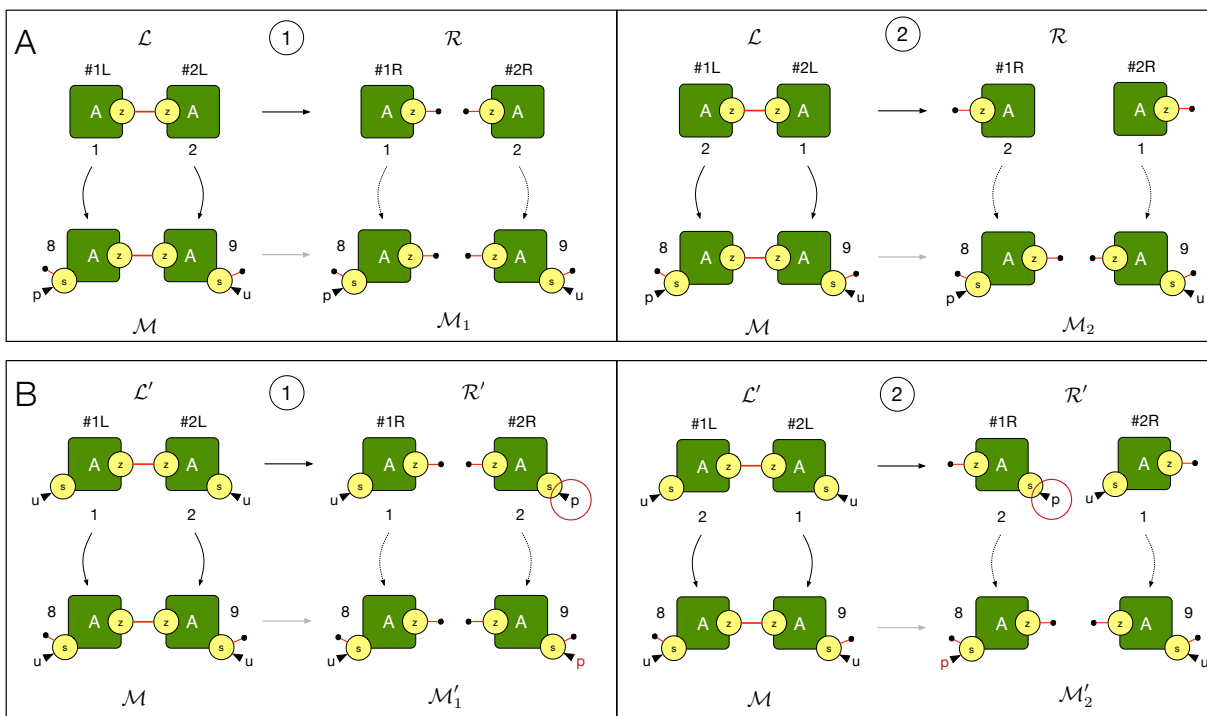 A
ℒ ① ℛ
#1L #2L #1R #2R
A z z A A z z A
1 2 1 2
8 A z z A 9 8 A z z A 9
p s s u p s s u
ℳ ℳ₁
ℒ ② ℛ
#1L #2L #1R #2R
A z z A z A A z
2 1 2 1
8 A z z A 9 8 A z z A 9
p s s u p s s u
ℳ ℳ₂
B
ℒ′ ① ℛ′
#1L #2L #1R #2R
A z z A A z z A
u s s u u s s p
1 2 1 2
8 A z z A 9 8 A z z A 9
u s s u u s s p
ℳ ℳ′₁
ℒ′ ② ℛ′
#1L #2L #1R #2R
A z z A z A A z
u s s u s p u s
2 1 2 1
8 A z z A 9 8 A z z A 9
u s s u p s s u
ℳ ℳ′₂